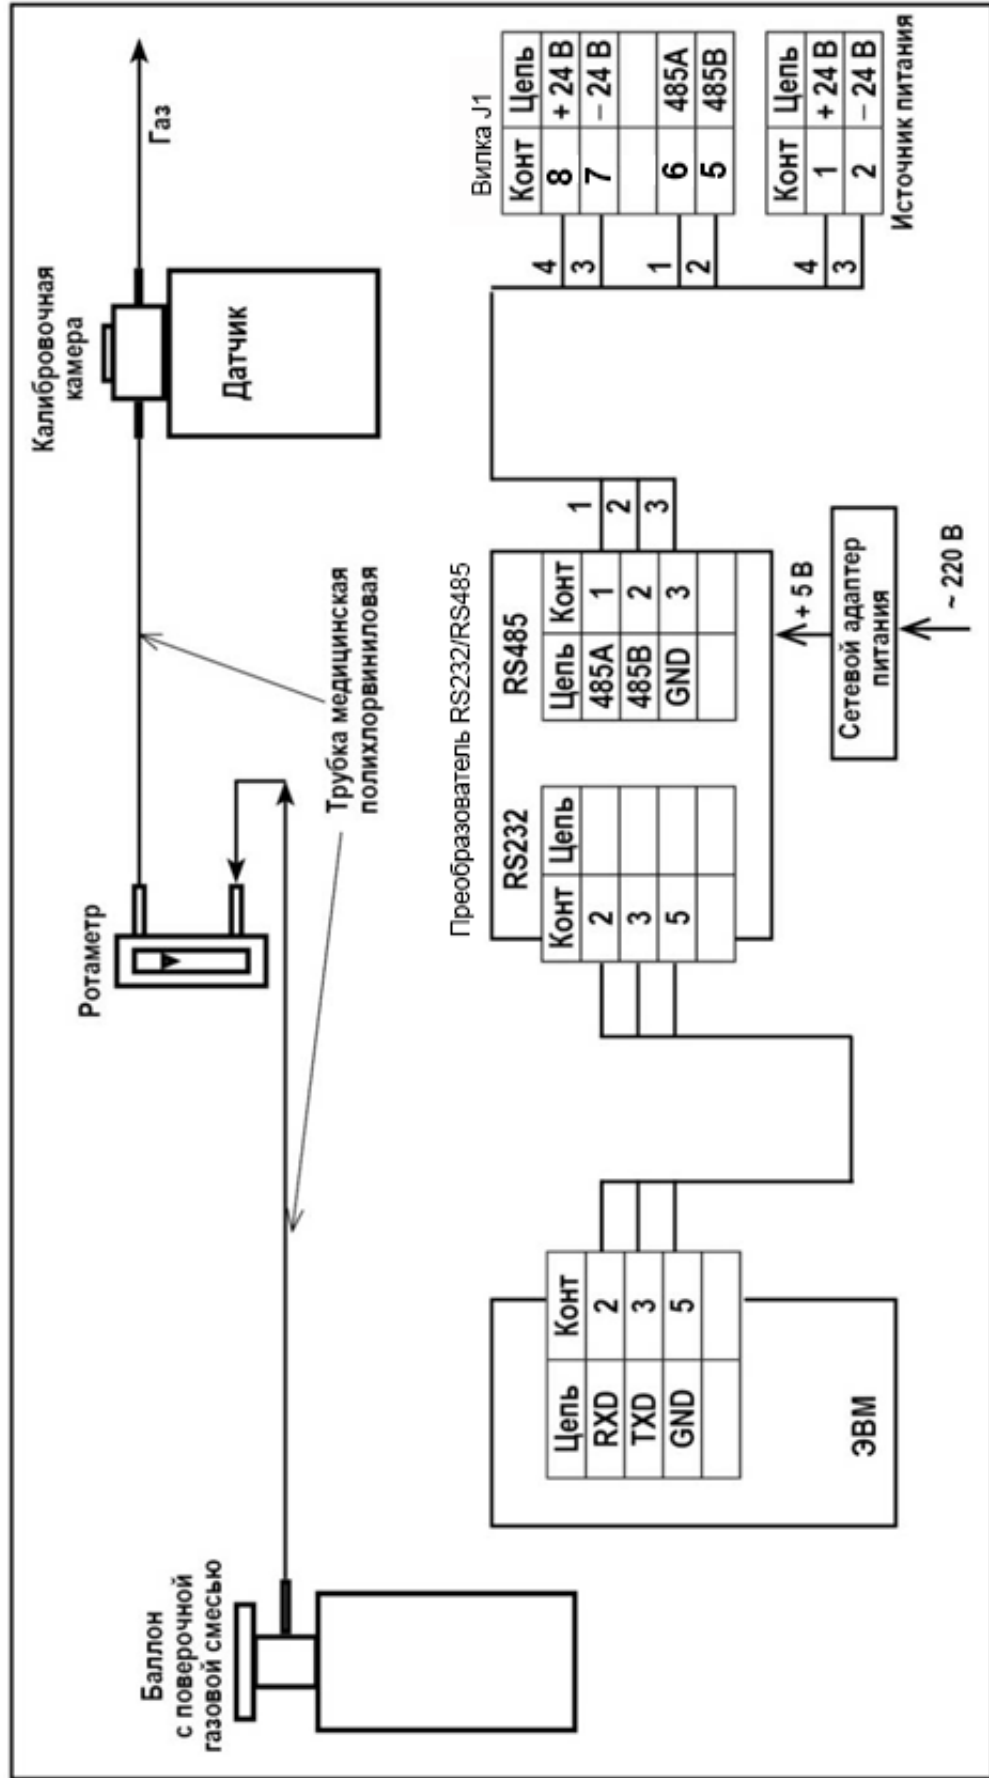 Баллон
с поверочной
газовой смесью
Ротаметр
Трубка медицинская
полихлорвиниловая
Калибровочная
камера
Датчик
Газ
ЭВМ
Цепь Конт
RXD 2
TXD 3
GND 5
Преобразователь RS232/RS485
RS232
Конт Цепь
2
3
5
RS485
Цепь Конт
485А 1
485В 2
GND 3
1
2
3
+ 5 В
Сетевой адаптер
питания
~ 220 В
Вилка J1
Конт Цепь
4 8 + 24 В
3 7 – 24 В
1 6 485А
2 5 485В
Конт Цепь
4 1 + 24 В
3 2 – 24 В
Источник питания